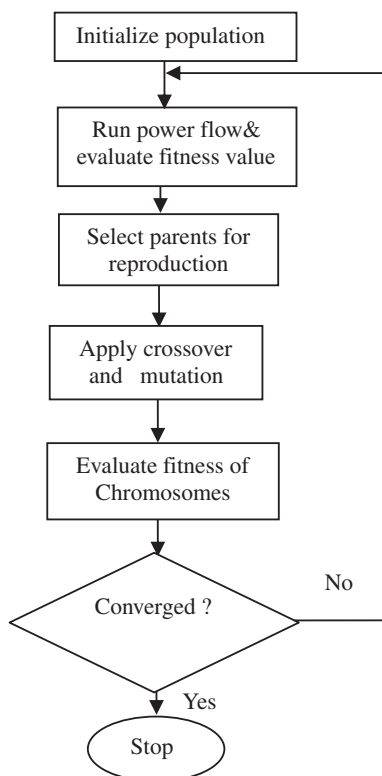 Initialize population
Run power flow&
evaluate fitness value
Select parents for
reproduction
Apply crossover
and mutation
Evaluate fitness of
Chromosomes
Converged ?
No
Yes
Stop